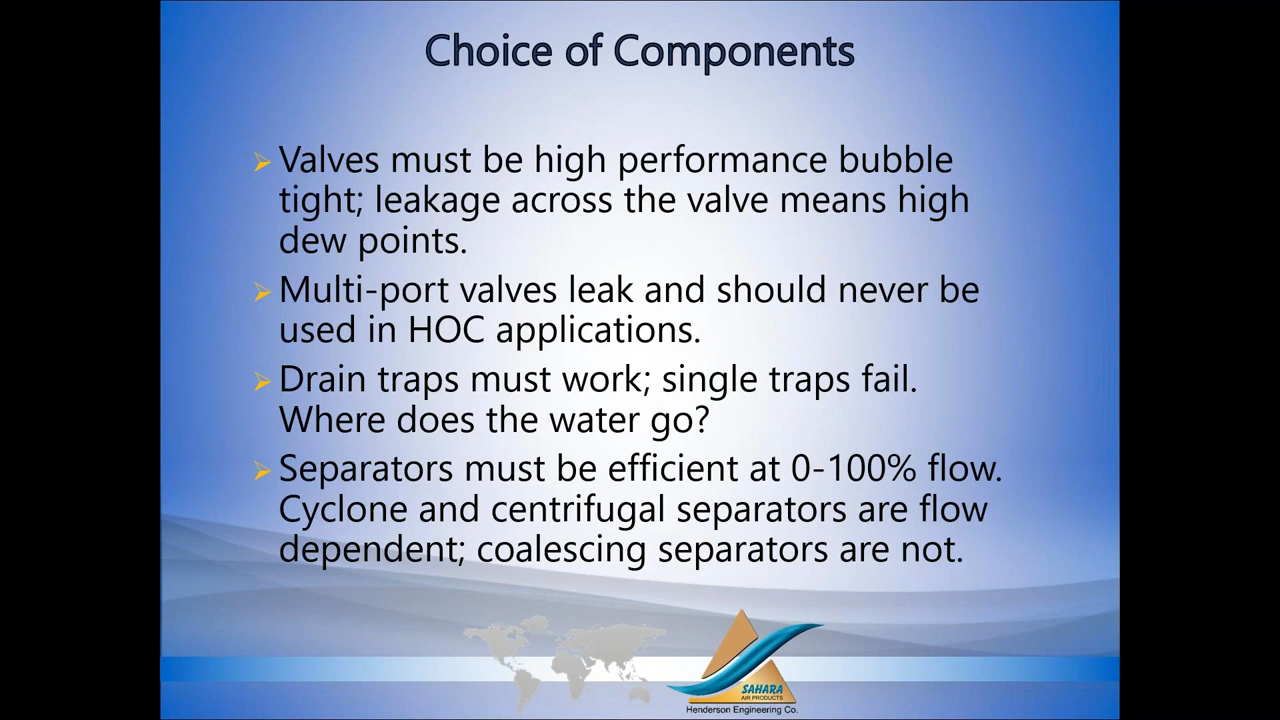 Choice of Components
Valves must be high performance bubble
tight; leakage across the valve means high
dew points.
Multi-port valves leak and should never be
used in HOC applications.
Drain traps must work; single traps fail.
Where does the water go?
Separators must be efficient at 0-100% flow.
Cyclone and centrifugal separators are flow
dependent; coalescing separators are not.
SAHARA
AIR PRODUCTS
Henderson Engineering Co.